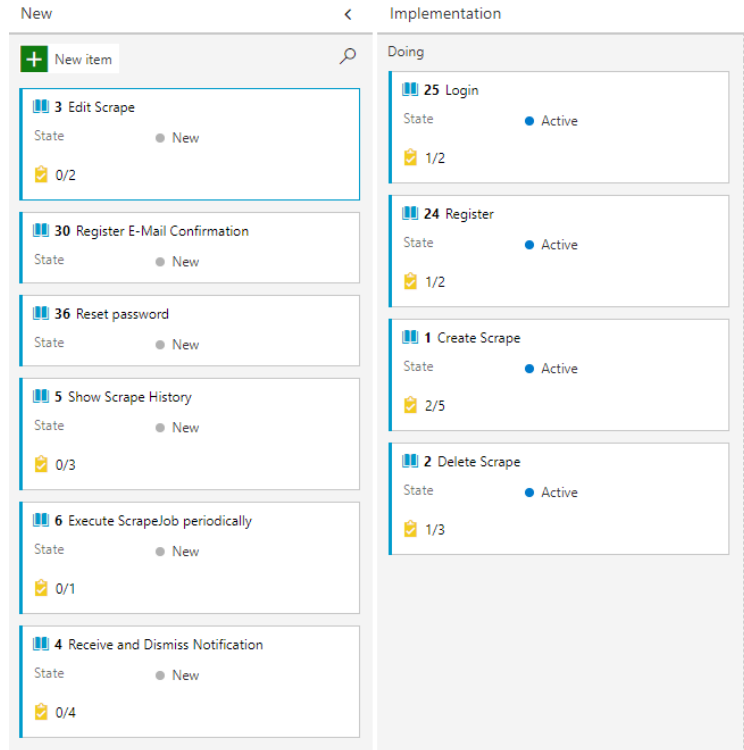 New
New item
3 Edit Scrape
State New
0/2
30 Register E-Mail Confirmation
State New
36 Reset password
State New
5 Show Scrape History
State New
0/3
6 Execute ScrapeJob periodically
State New
0/1
4 Receive and Dismiss Notification
State New
0/4
Implementation
Doing
25 Login
State Active
1/2
24 Register
State Active
1/2
1 Create Scrape
State Active
2/5
2 Delete Scrape
State Active
1/3